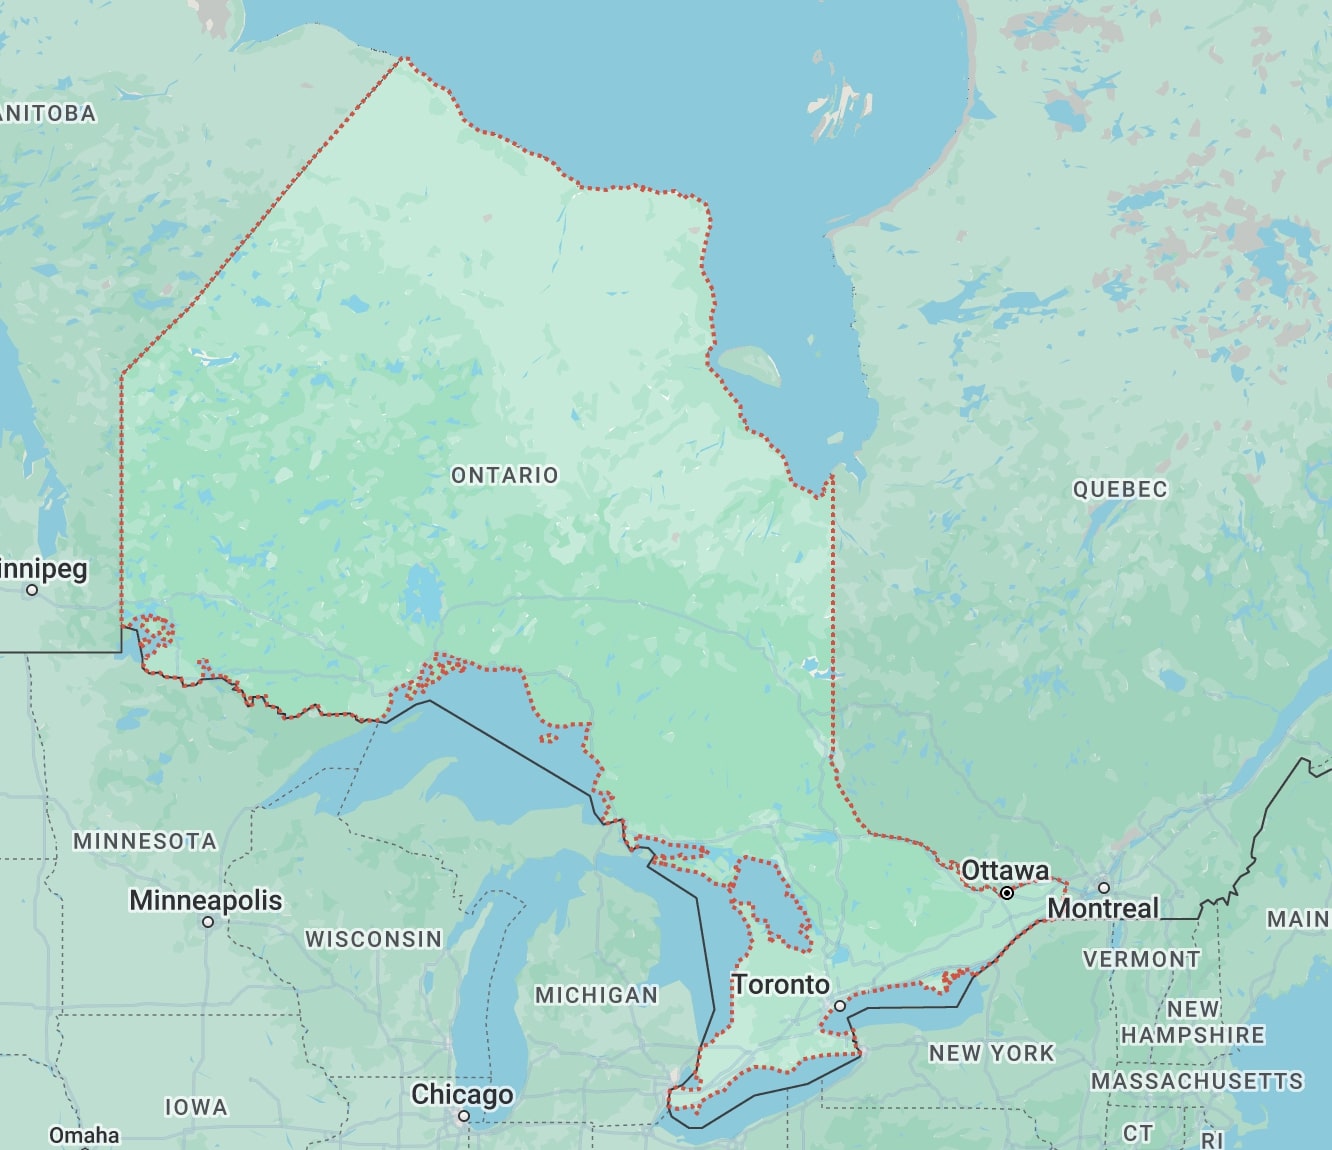 ANITOBA
ONTARIO
QUEBEC
innipeg
MINNESOTA
Ottawa
Minneapolis
Montreal
MAIN
WISCONSIN
VERMONT
Toronto
MICHIGAN
NEW
HAMPSHIRE
NEW YORK
MASSACHUSETTS
Chicago
IOWA
Omaha
CT
RI